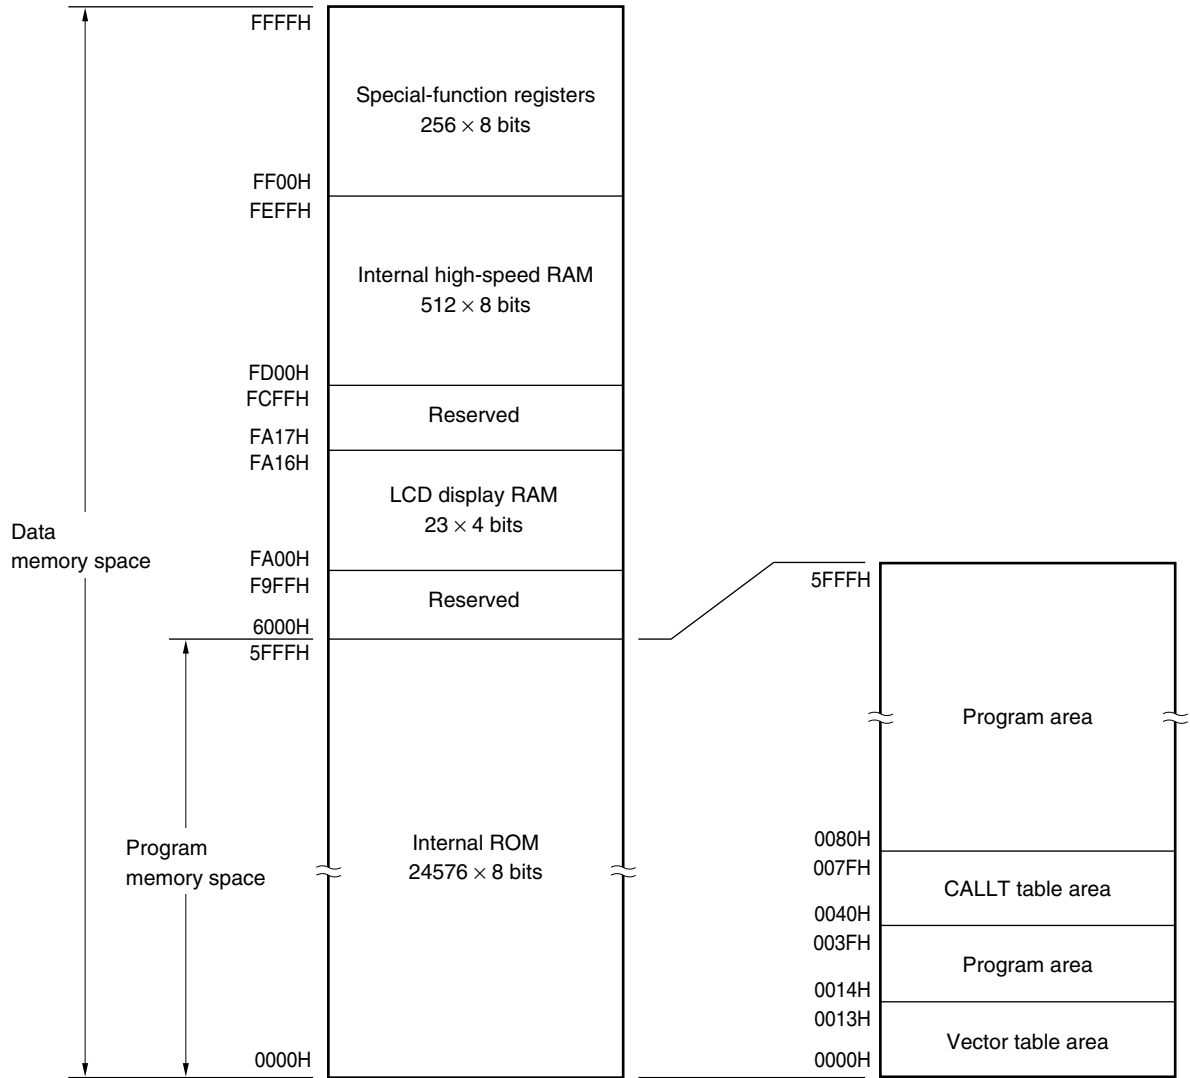 FFFFH
Special-function registers
256 × 8 bits
FF00H
FEFFH
Internal high-speed RAM
512 × 8 bits
FD00H
FCFFH
Reserved
FA17H
FA16H
LCD display RAM
23 × 4 bits
Data
memory space
FA00H
F9FFH
Reserved
6000H
5FFFH
Program
memory space
Internal ROM
24576 × 8 bits
0000H
5FFFH
Program area
0080H
007FH
CALLT table area
0040H
003FH
Program area
0014H
0013H
Vector table area
0000H